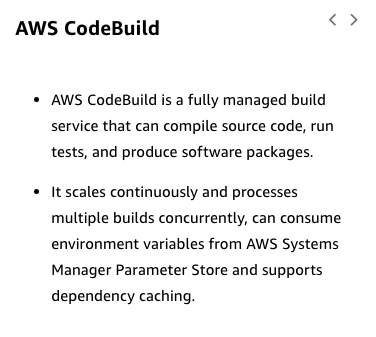 AWS CodeBuild
• AWS CodeBuild is a fully managed build
service that can compile source code, run
tests, and produce software packages.
• It scales continuously and processes
multiple builds concurrently, can consume
environment variables from AWS Systems
Manager Parameter Store and supports
dependency caching.